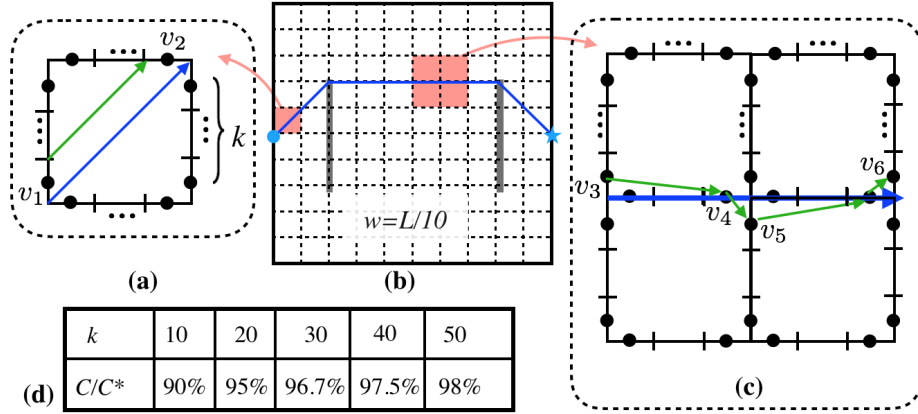 v2
k
v1
(a)
w=L/10
(b)
v3
v4
v5
v6
(c)
k 10 20 30 40 50
C/C* 90% 95% 96.7% 97.5% 98%
(d)